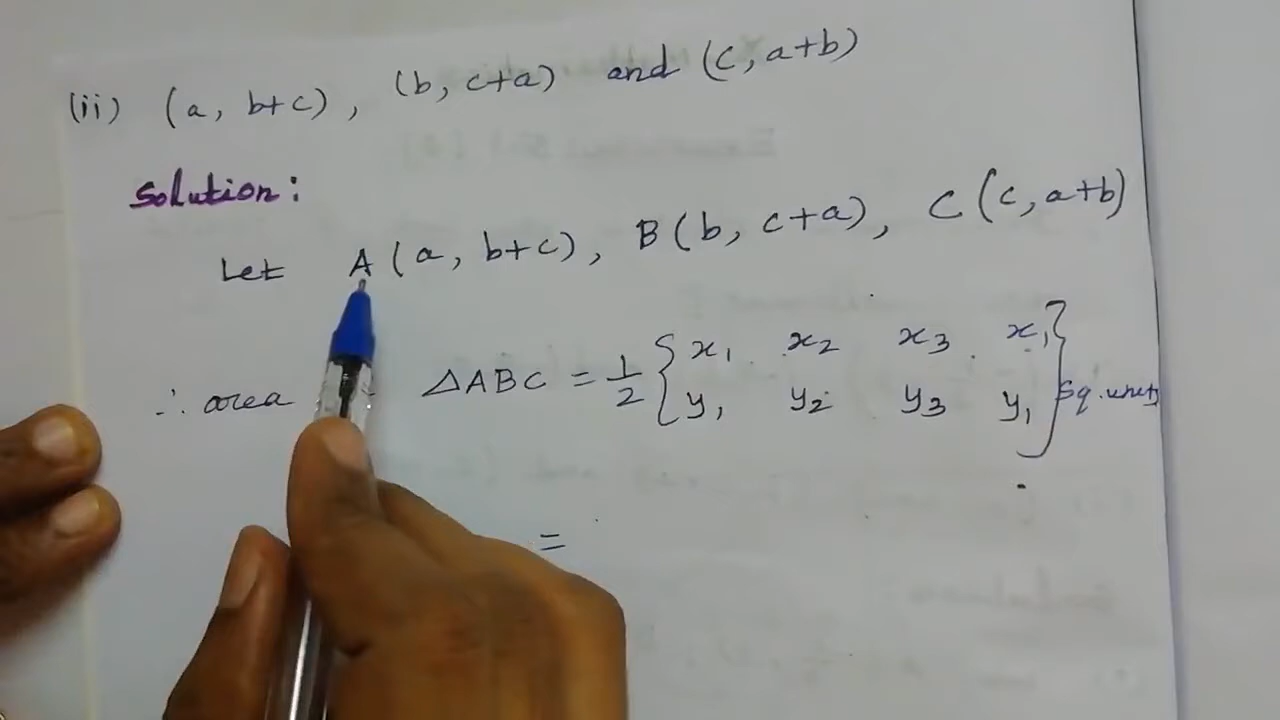 (ii) (a, b+c), (b, c+a) and (c, a+b)
Solution:
Let A(a, b+c), B(b, c+a), C(c, a+b)
∴ area ΔABC = 1/2 { x₁ x₂ x₃ x₁
y₁ y₂ y₃ y₁ } Sq. units
=